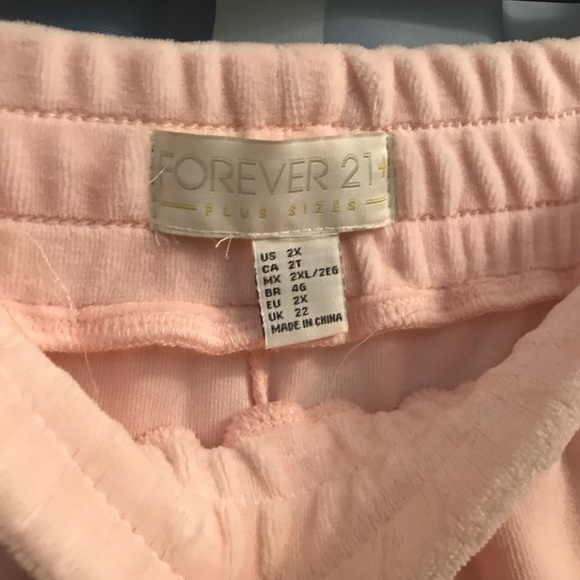 FOREVER 21+
PLUS SIZES
US 2X
CA 2T
MX 2XL/2EG
BR 4G
EU 2X
UK 22
MADE IN CHINA